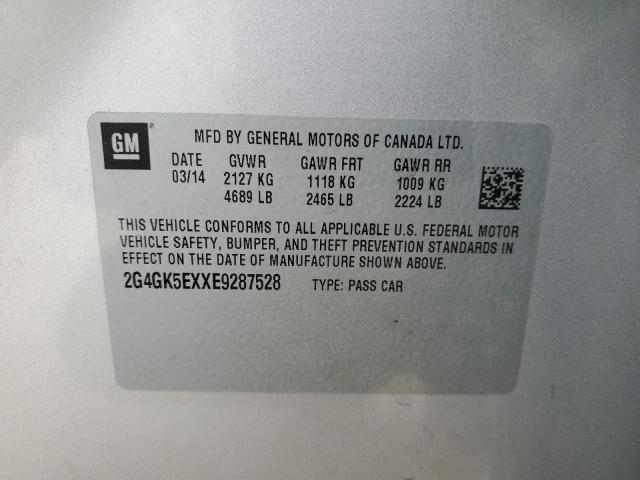 GM ®
MFD BY GENERAL MOTORS OF CANADA LTD.
DATE GVWR GAWR FRT GAWR RR
03/14 2127 KG 1118 KG 1009 KG
4689 LB 2465 LB 2224 LB
THIS VEHICLE CONFORMS TO ALL APPLICABLE U.S. FEDERAL MOTOR
VEHICLE SAFETY, BUMPER, AND THEFT PREVENTION STANDARDS IN
EFFECT ON THE DATE OF MANUFACTURE SHOWN ABOVE.
2G4GK5EXXE9287528 TYPE: PASS CAR